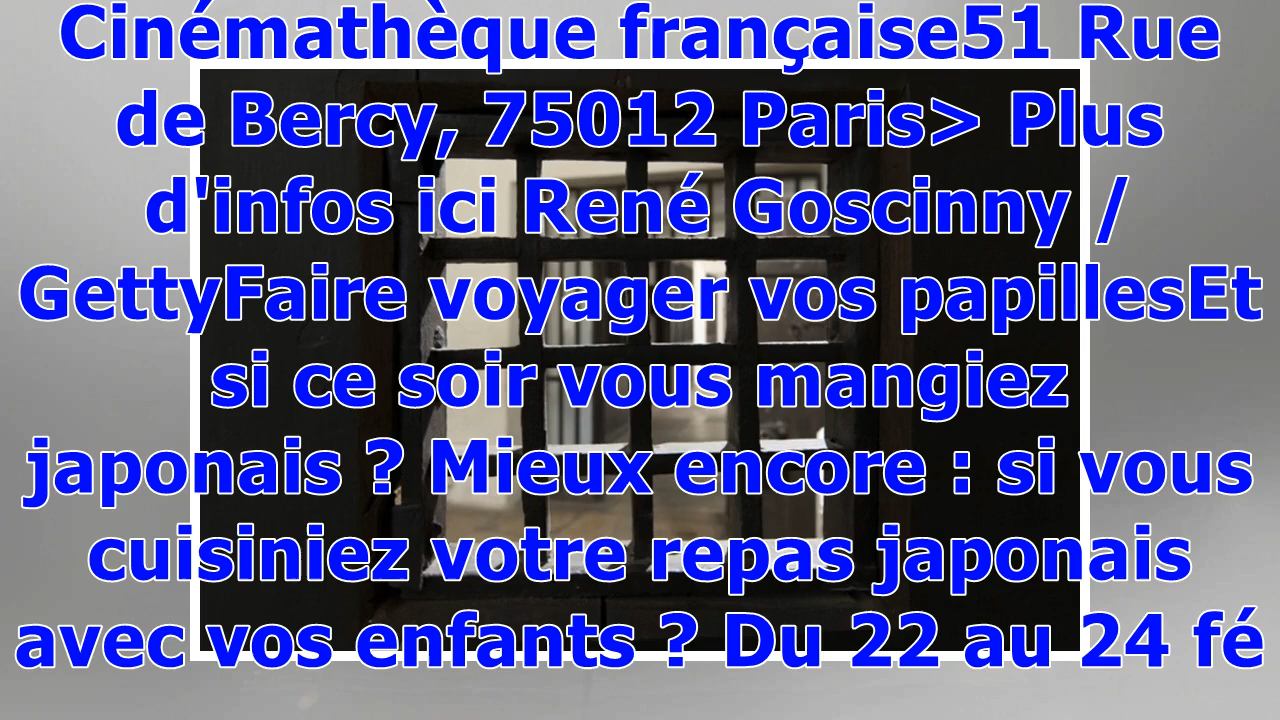 Cinémathèque française51 Rue
de Bercy, 75012 Paris> Plus
d'infos ici René Goscinny /
GettyFaire voyager vos papillesEt
si ce soir vous mangiez
japonais ? Mieux encore : si vous
cuisiniez votre repas japonais
avec vos enfants ? Du 22 au 24 fé